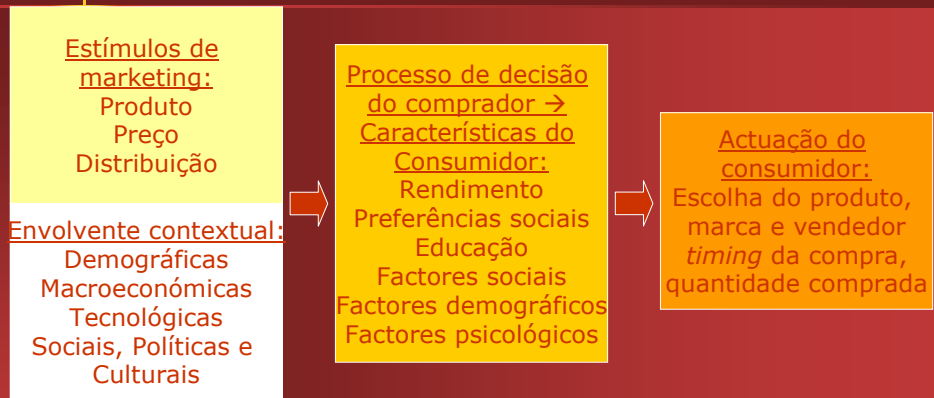 Estímulos de
marketing:
Produto
Preço
Distribuição
Envolvente contextual:
Demográficas
Macroeconómicas
Tecnológicas
Sociais, Políticas e
Culturais
Processo de decisão
do comprador →
Características do
Consumidor:
Rendimento
Preferências sociais
Educação
Factores sociais
Factores demográficos
Factores psicológicos
Actuação do
consumidor:
Escolha do produto,
marca e vendedor
timing da compra,
quantidade comprada